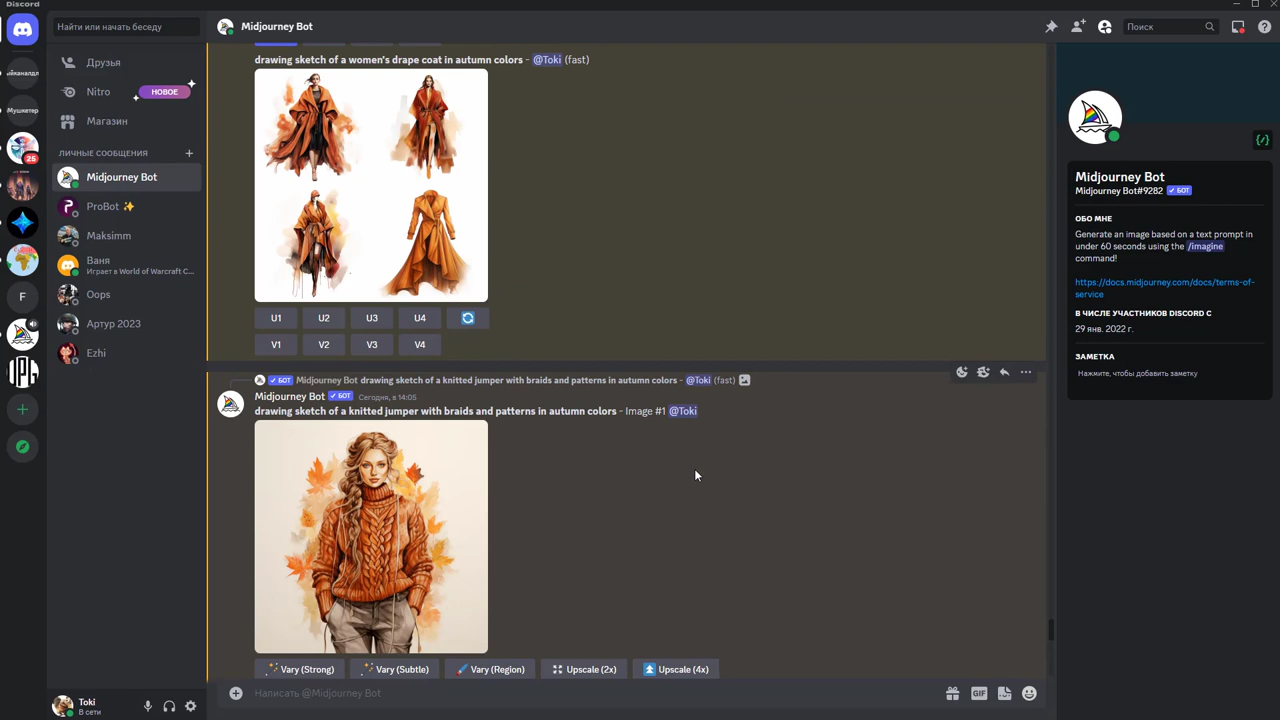 Discord
Найти или начать беседу
Друзья
Nitro
НОВОЕ
Магазин
ЛИЧНЫЕ СООБЩЕНИЯ
Midjourney Bot
ProBot ✨
Maksimm
Ваня
Играет в World of Warcraft C...
Oops
Артур 2023
Ezhi
ыйканалдл
Мушкетер
26
F
Toki
В сети
Midjourney Bot
Поиск
drawing sketch of a women's drape coat in autumn colors - @Toki (fast)
U1 U2 U3 U4
V1 V2 V3 V4
БОТ Midjourney Bot drawing sketch of a knitted jumper with braids and patterns in autumn colors - @Toki (fast)
Midjourney Bot БОТ Сегодня, в 14:05
drawing sketch of a knitted jumper with braids and patterns in autumn colors - Image #1 @Toki
Vary (Strong) Vary (Subtle) Vary (Region) Upscale (2x) Upscale (4x)
Написать @Midjourney Bot
GIF
Midjourney Bot
Midjourney Bot#9282 БОТ
ОБО МНЕ
Generate an image based on a text prompt in
under 60 seconds using the /imagine
command!
https://docs.midjourney.com/docs/terms-of-
service
В ЧИСЛЕ УЧАСТНИКОВ DISCORD С
29 янв. 2022 г.
ЗАМЕТКА
Нажмите, чтобы добавить заметку